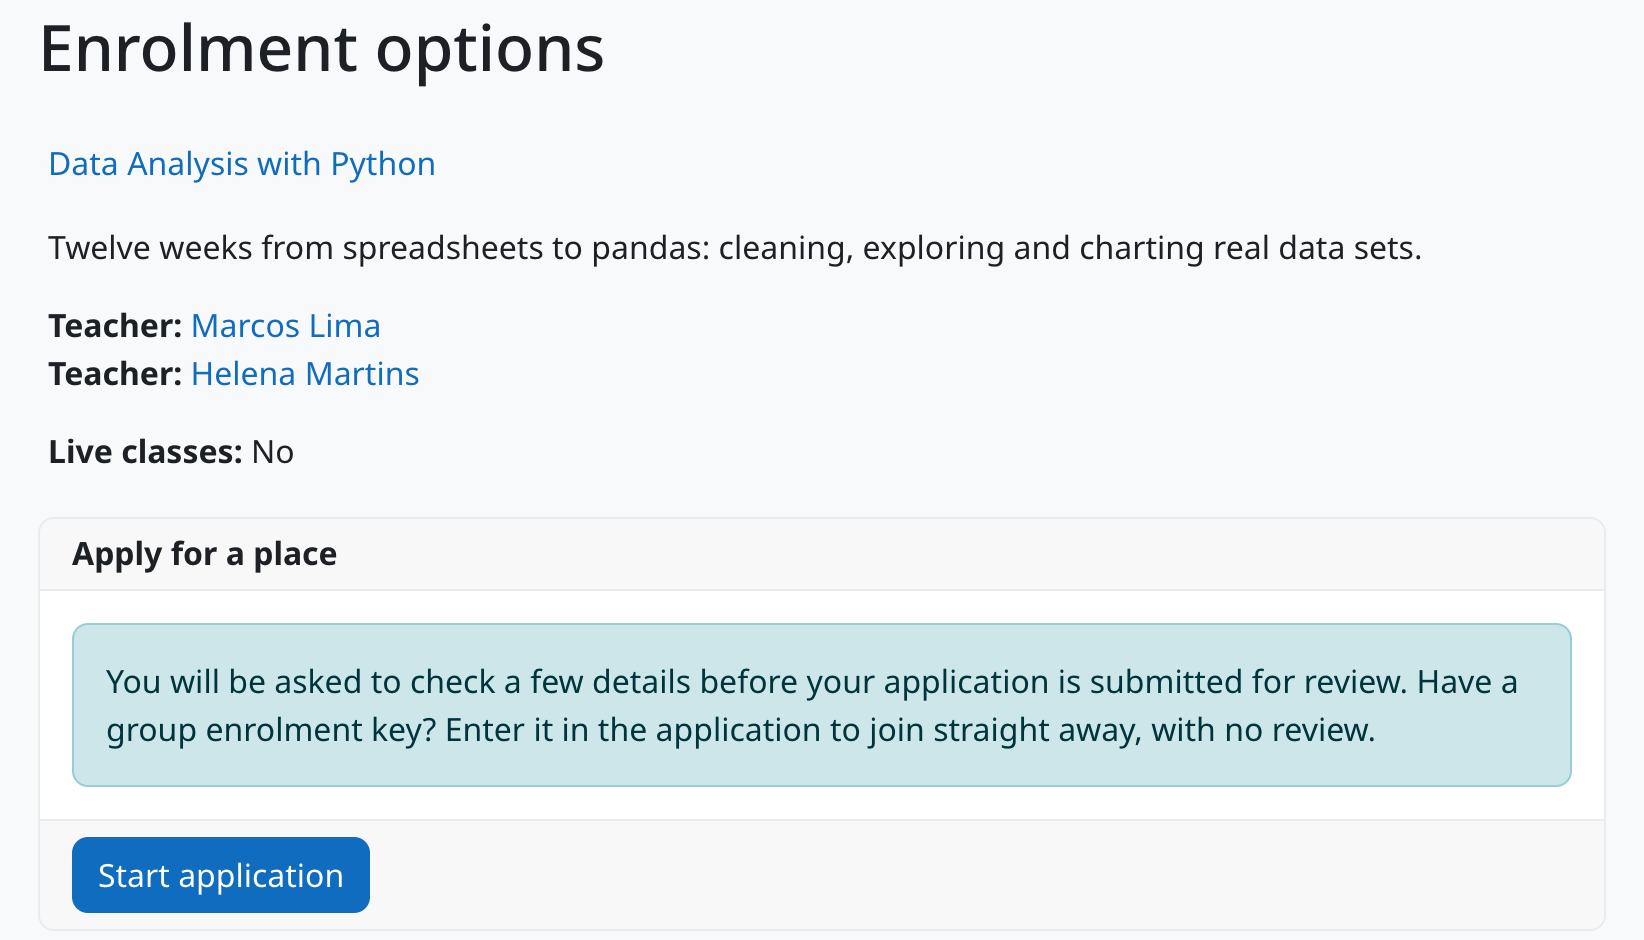 Enrolment options
Data Analysis with Python
Twelve weeks from spreadsheets to pandas: cleaning, exploring and charting real data sets.
Teacher: Marcos Lima
Teacher: Helena Martins
Live classes: No
Apply for a place
You will be asked to check a few details before your application is submitted for review. Have a
group enrolment key? Enter it in the application to join straight away, with no review.
Start application